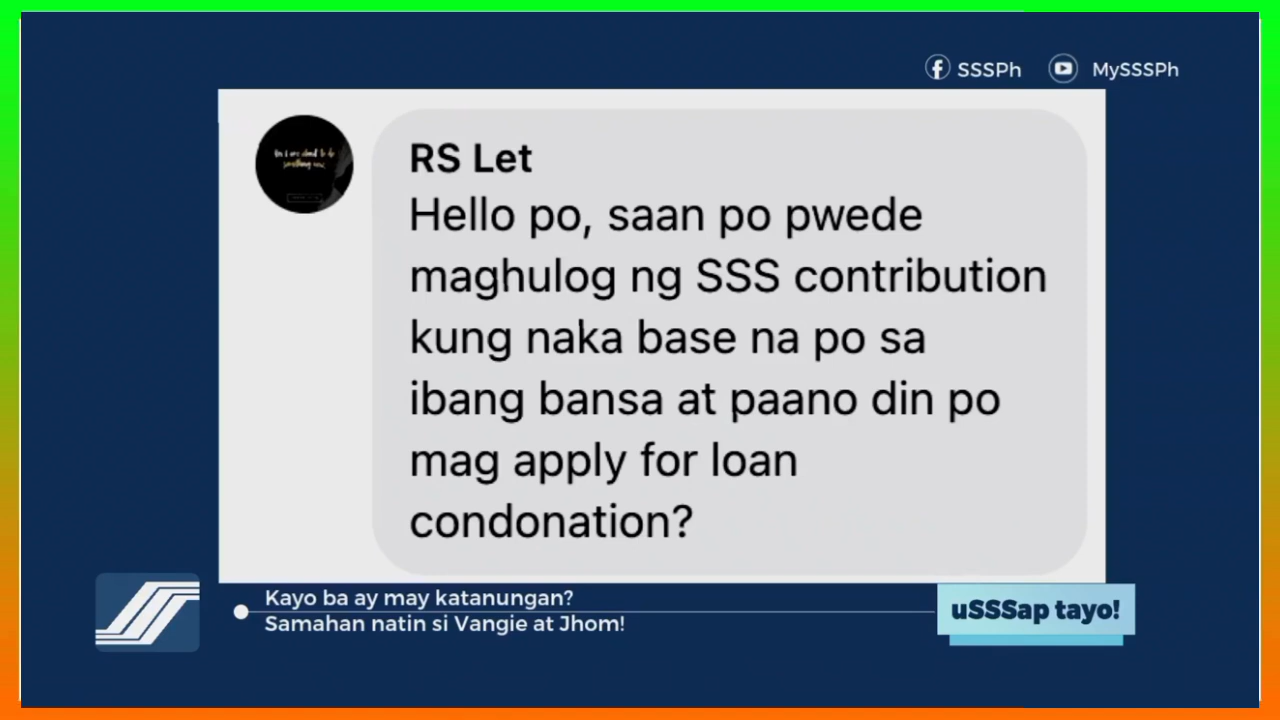 SSSPh MySSSPh
RS Let
Hello po, saan po pwede
maghulog ng SSS contribution
kung naka base na po sa
ibang bansa at paano din po
mag apply for loan
condonation?
Kayo ba ay may katanungan?
Samahan natin si Vangie at Jhom!
uSSSap tayo!